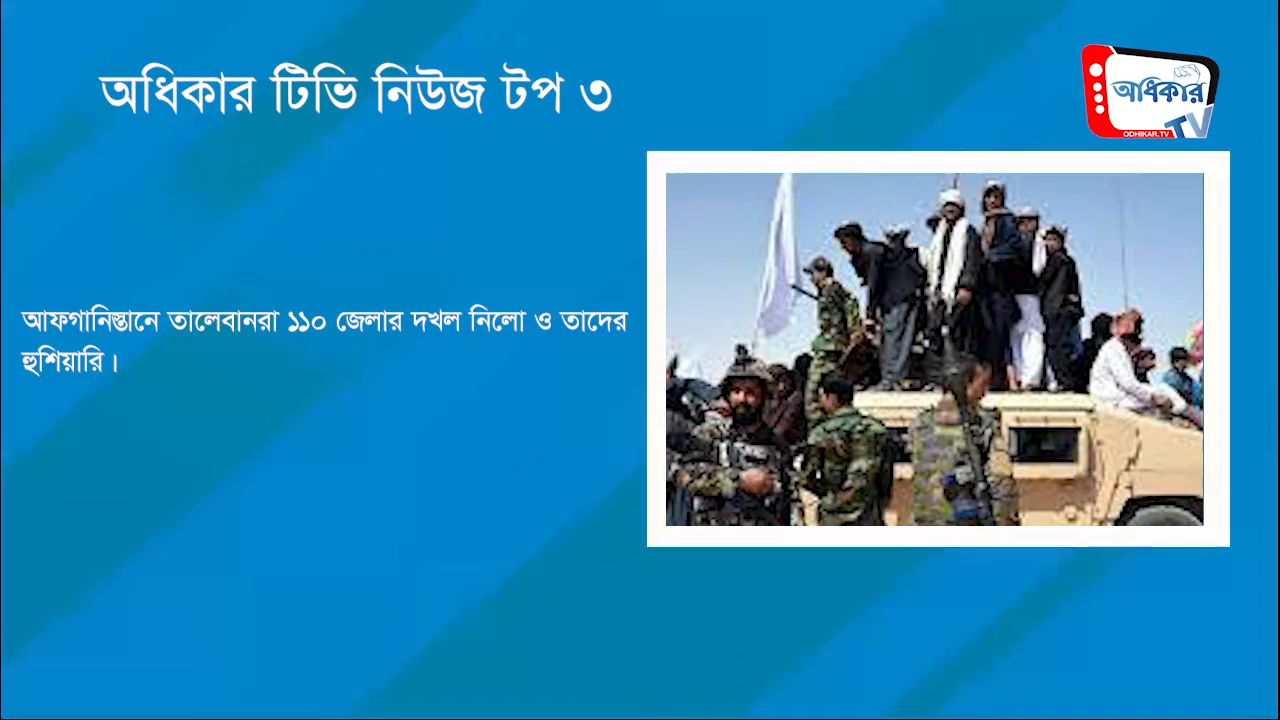 অধিকার টিভি নিউজ টপ ৩
অধিকার
TV
ODHIKAR.TV
আফগানিস্তানে তালেবানরা ১১০ জেলার দখল নিলো ও তাদের
হুশিয়ারি।